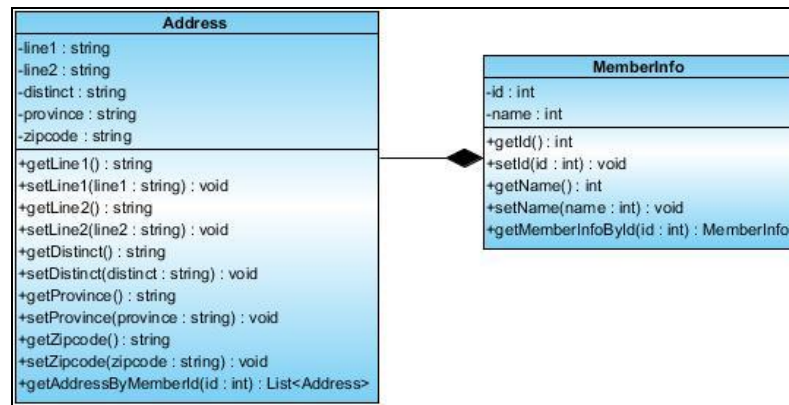 Address
-line1 : string
-line2 : string
-distinct : string
-province : string
-zipcode : string
+getLine1() : string
+setLine1(line1 : string) : void
+getLine2() : string
+setLine2(line2 : string) : void
+getDistinct() : string
+setDistinct(distinct : string) : void
+getProvince() : string
+setProvince(province : string) : void
+getZipcode() : string
+setZipcode(zipcode : string) : void
+getAddressByMemberId(id : int) : List<Address>
MemberInfo
-id : int
-name : int
+getId() : int
+setId(id : int) : void
+getName() : int
+setName(name : int) : void
+getMemberInfoById(id : int) : MemberInfo